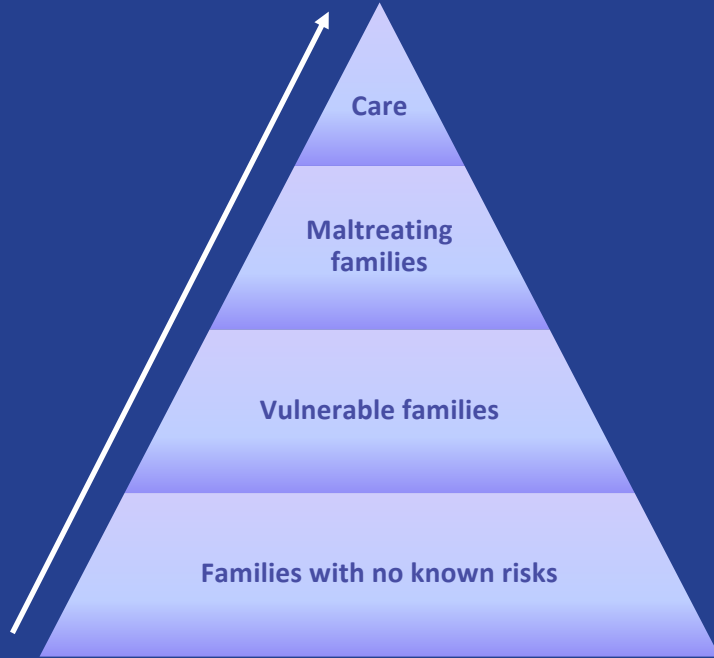 Care
Maltreating
families
Vulnerable families
Families with no known risks